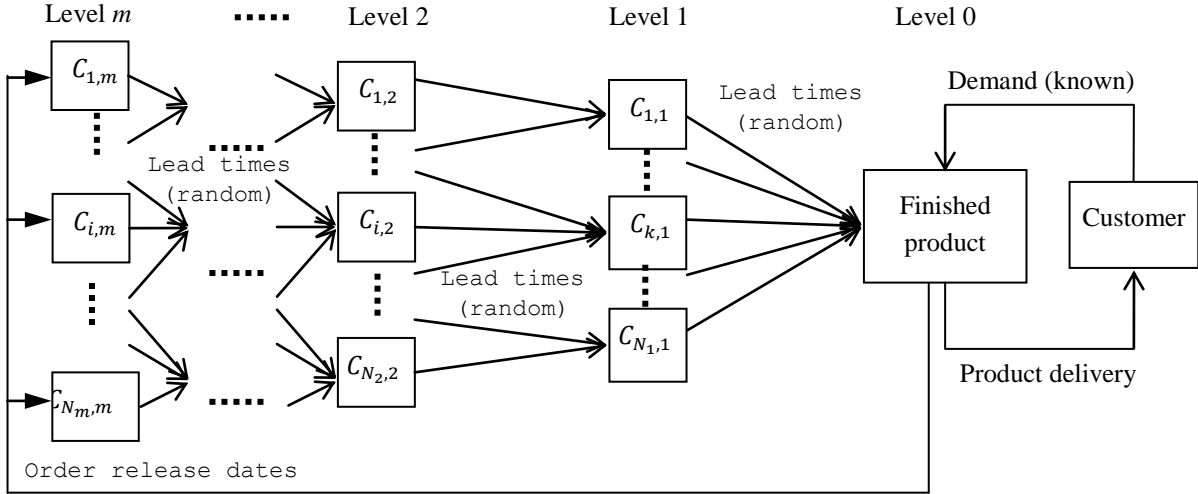 Level m
Level 2
Level 1
Level 0
C1,m
C1,2
C1,1
Lead times
(random)
Demand (known)
Lead times
(random)
Ci,m
Ci,2
Ck,1
Finished
product
Customer
Lead times
(random)
CN1,1
CN2,2
CNm,m
Product delivery
Order release dates